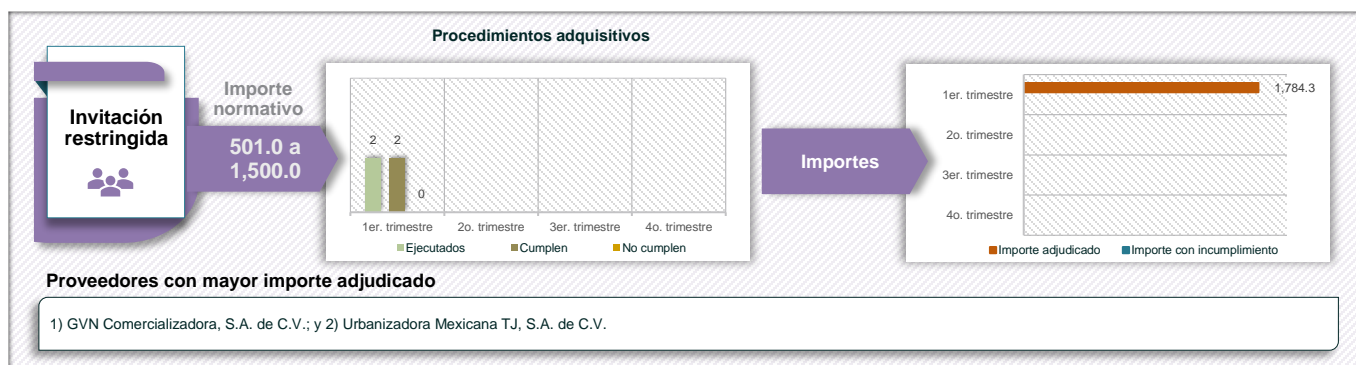 Procedimientos adquisitivos
Invitación
restringida
Importe
normativo
501.0 a
1,500.0
2
2
0
1er. trimestre
2o. trimestre
3er. trimestre
4o. trimestre
Ejecutados
Cumplen
No cumplen
Importes
1er. trimestre
1,784.3
2o. trimestre
3er. trimestre
4o. trimestre
Importe adjudicado
Importe con incumplimiento
Proveedores con mayor importe adjudicado
1) GVN Comercializadora, S.A. de C.V.; y 2) Urbanizadora Mexicana TJ, S.A. de C.V.